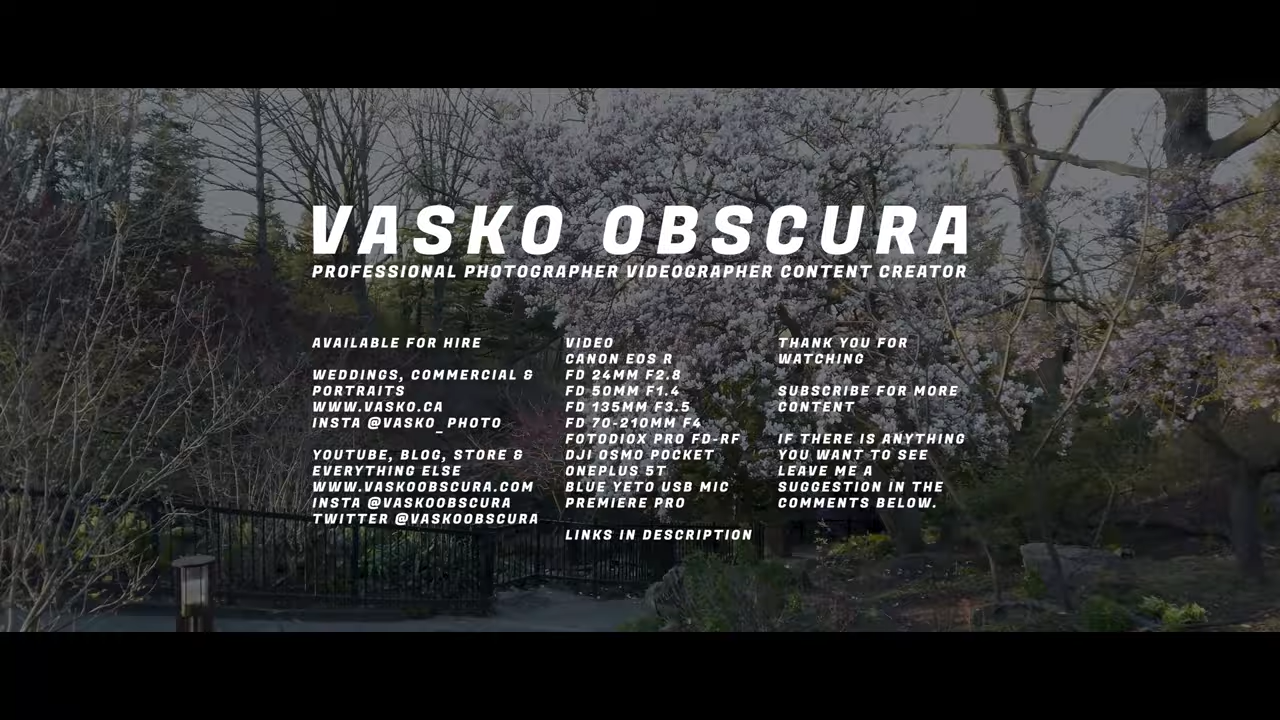 VASKO OBSCURA
PROFESSIONAL PHOTOGRAPHER VIDEOGRAPHER CONTENT CREATOR
AVAILABLE FOR HIRE
WEDDINGS, COMMERCIAL &
PORTRAITS
WWW.VASKO.CA
INSTA @VASKO_PHOTO
YOUTUBE, BLOG, STORE &
EVERYTHING ELSE
WWW.VASKOOBSCURA.COM
INSTA @VASKOOBSCURA
TWITTER @VASKOOBSCURA
VIDEO
CANON EOS R
FD 24MM F2.8
FD 50MM F1.4
FD 135MM F3.5
FD 70-210MM F4
FOTODIOX PRO FD-RF
DJI OSMO POCKET
ONEPLUS 5T
BLUE YETO USB MIC
PREMIERE PRO
LINKS IN DESCRIPTION
THANK YOU FOR
WATCHING
SUBSCRIBE FOR MORE
CONTENT
IF THERE IS ANYTHING
YOU WANT TO SEE
LEAVE ME A
SUGGESTION IN THE
COMMENTS BELOW.